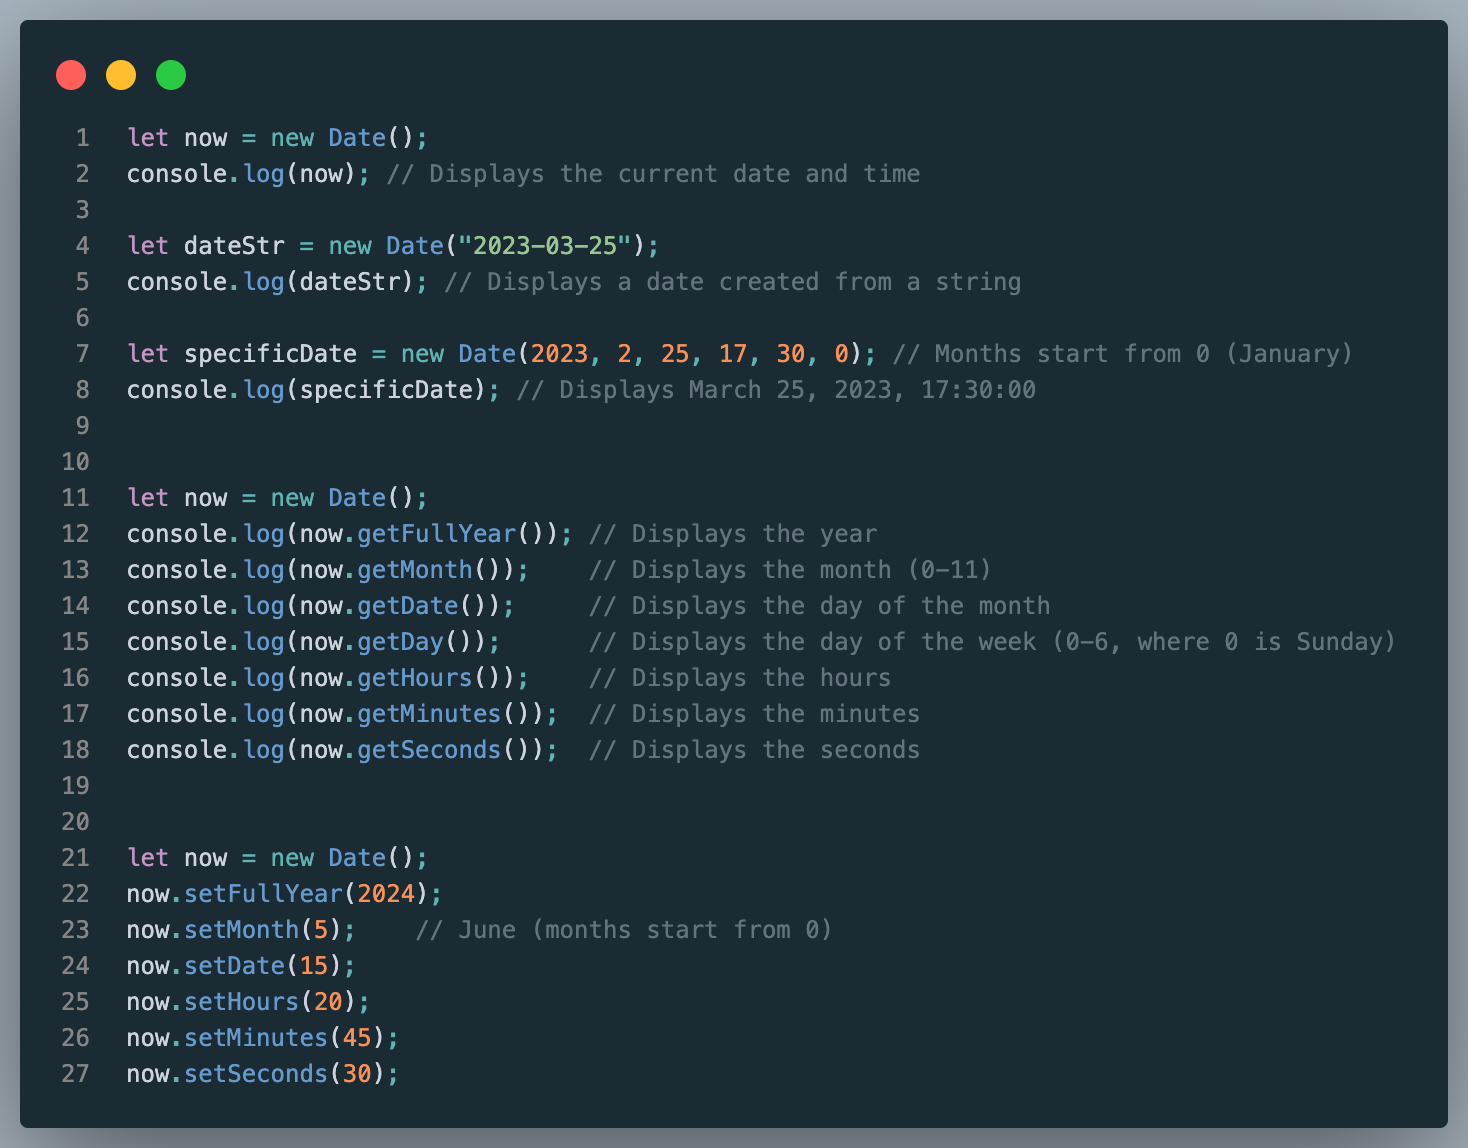 1 let now = new Date();
2 console.log(now); // Displays the current date and time
3
4 let dateStr = new Date("2023-03-25");
5 console.log(dateStr); // Displays a date created from a string
6
7 let specificDate = new Date(2023, 2, 25, 17, 30, 0); // Months start from 0 (January)
8 console.log(specificDate); // Displays March 25, 2023, 17:30:00
9
10
11 let now = new Date();
12 console.log(now.getFullYear()); // Displays the year
13 console.log(now.getMonth());    // Displays the month (0-11)
14 console.log(now.getDate());     // Displays the day of the month
15 console.log(now.getDay());      // Displays the day of the week (0-6, where 0 is Sunday)
16 console.log(now.getHours());    // Displays the hours
17 console.log(now.getMinutes());  // Displays the minutes
18 console.log(now.getSeconds());  // Displays the seconds
19
20
21 let now = new Date();
22 now.setFullYear(2024);
23 now.setMonth(5);    // June (months start from 0)
24 now.setDate(15);
25 now.setHours(20);
26 now.setMinutes(45);
27 now.setSeconds(30);